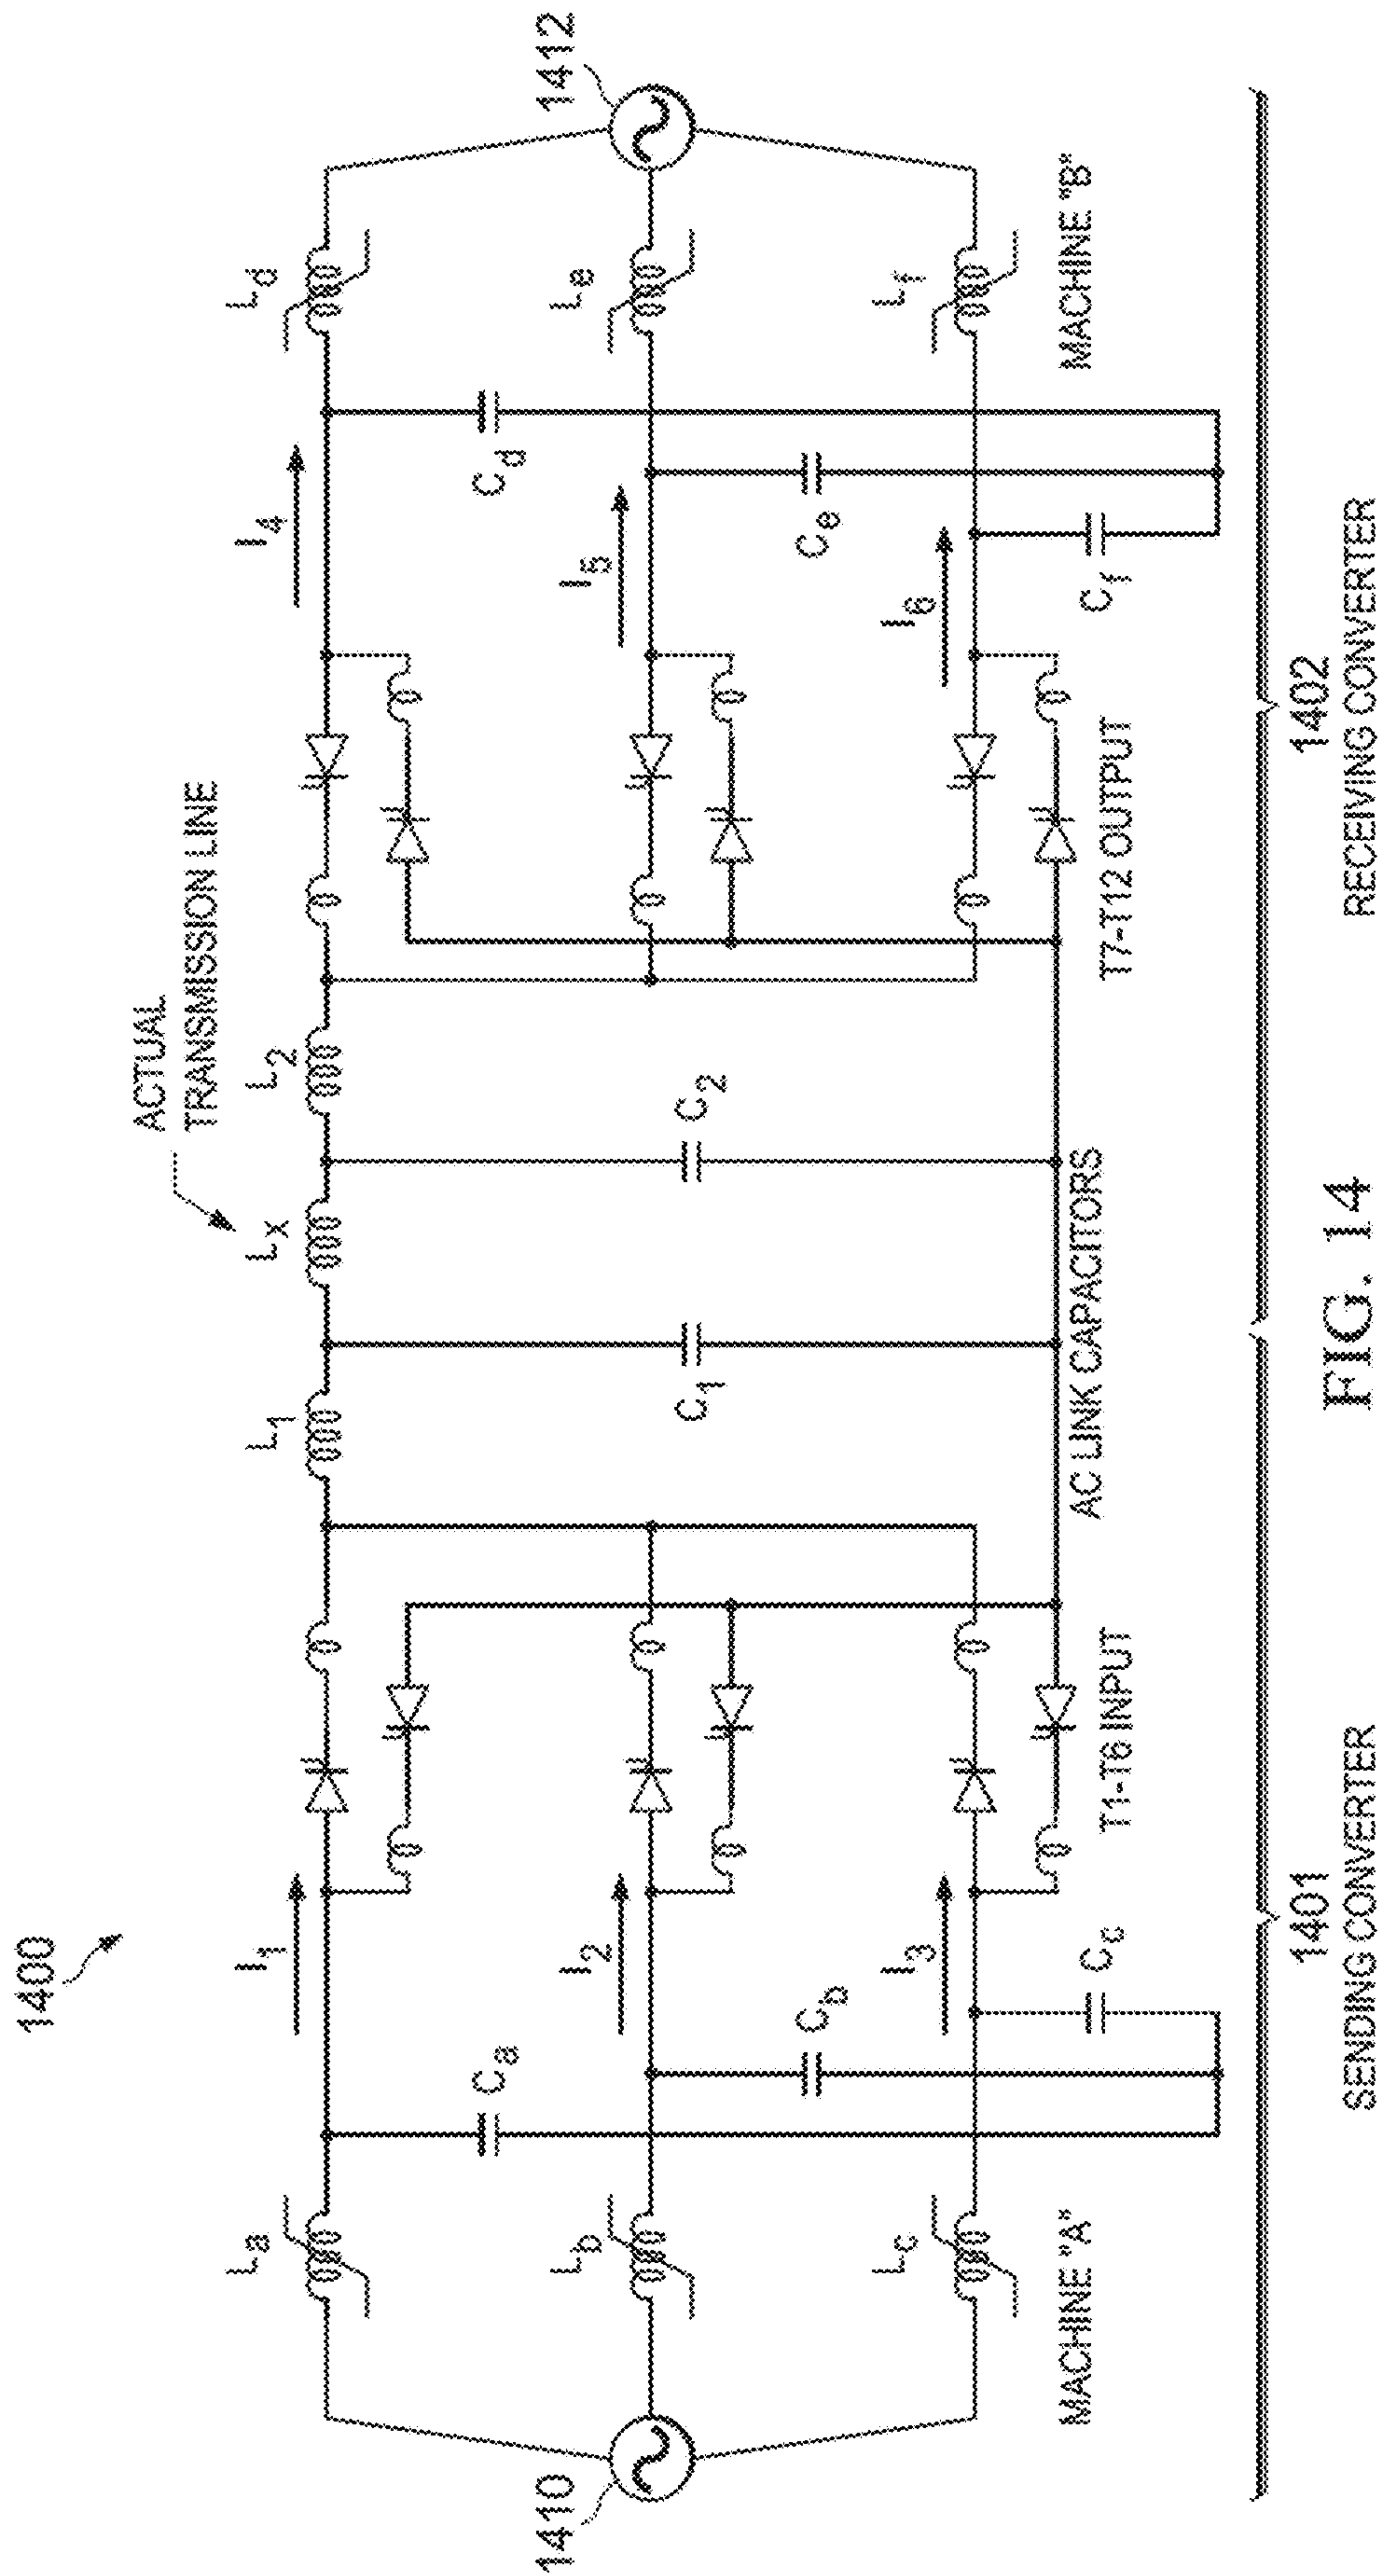 1400
ACTUAL
TRANSMISSION LINE
La
I1
L1
Lx
L2
I4
Ld
Ca
Cd
1410
1412
Lb
I2
C1
C2
I5
Le
Cb
Ce
Lc
I3
I6
Lf
Cc
Cf
MACHINE "A"
AC LINK CAPACITORS
MACHINE "B"
T1-T6 INPUT
T7-T12 OUTPUT
1401
SENDING CONVERTER
1402
RECEIVING CONVERTER
FIG. 14